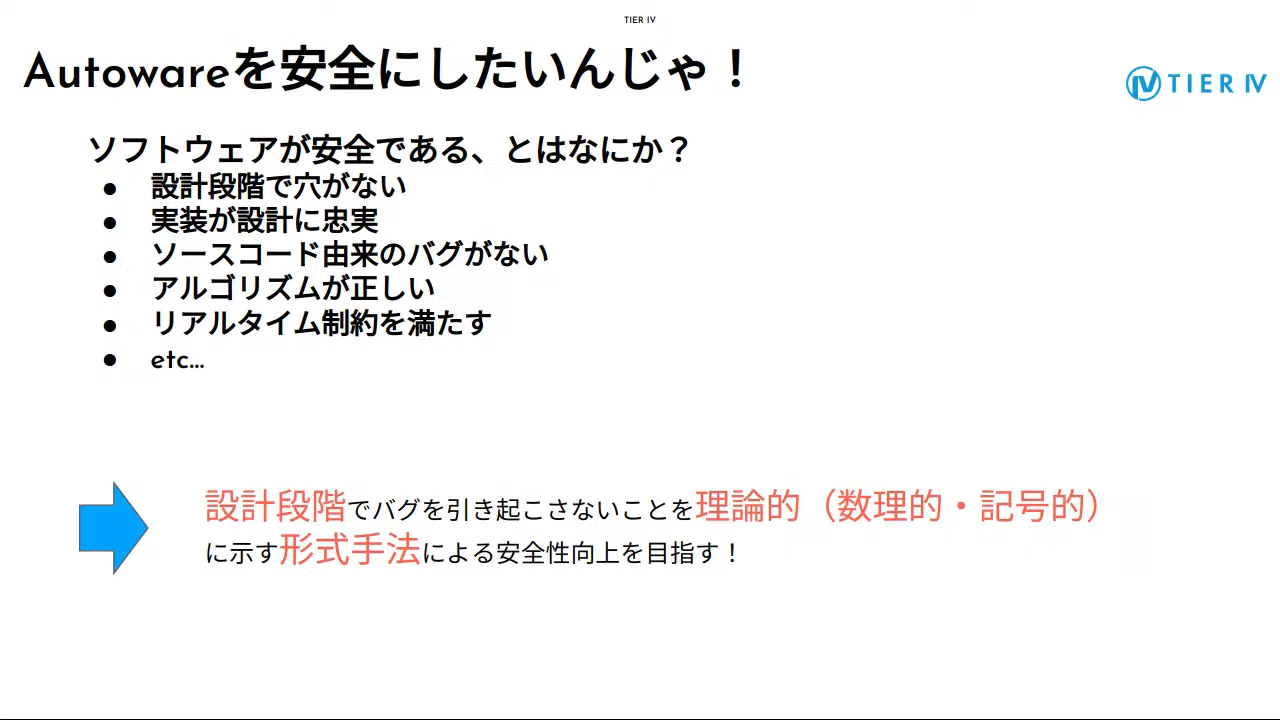 TIER IV
Autowareを安全にしたいんじゃ！
TIER IV
ソフトウェアが安全である、とはなにか？
● 設計段階で穴がない
● 実装が設計に忠実
● ソースコード由来のバグがない
● アルゴリズムが正しい
● リアルタイム制約を満たす
● etc...
設計段階でバグを引き起こさないことを理論的（数理的・記号的）
に示す形式手法による安全性向上を目指す！